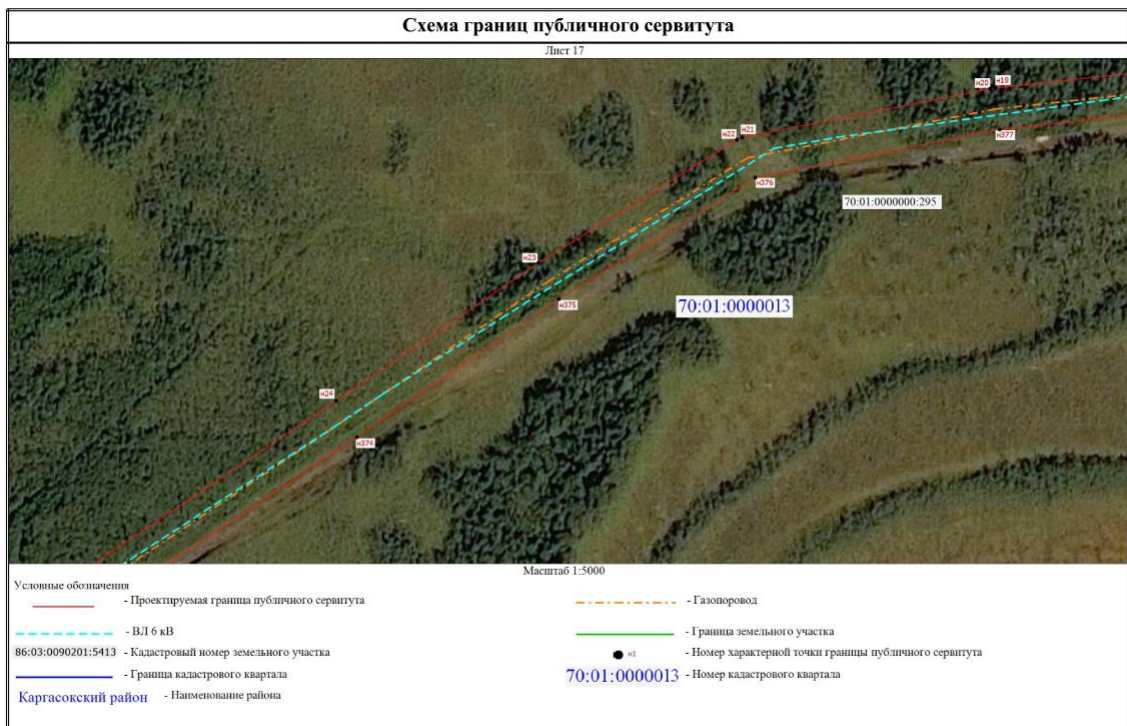 Схема границ публичного сервитута
Лист 17
н20
н19
н22
н21
н377
н376
70:01:0000000:295
н23
н375
70:01:0000013
н24
н374
Масштаб 1:5000
Условные обозначения
- Проектируемая граница публичного сервитута
- Газопоровод
- ВЛ 6 кВ
- Граница земельного участка
86:03:0090201:5413 - Кадастровый номер земельного участка
н1 - Номер характерной точки границы публичного сервитута
- Граница кадастрового квартала
70:01:0000013 - Номер кадастрового квартала
Каргасокский район - Наименование района